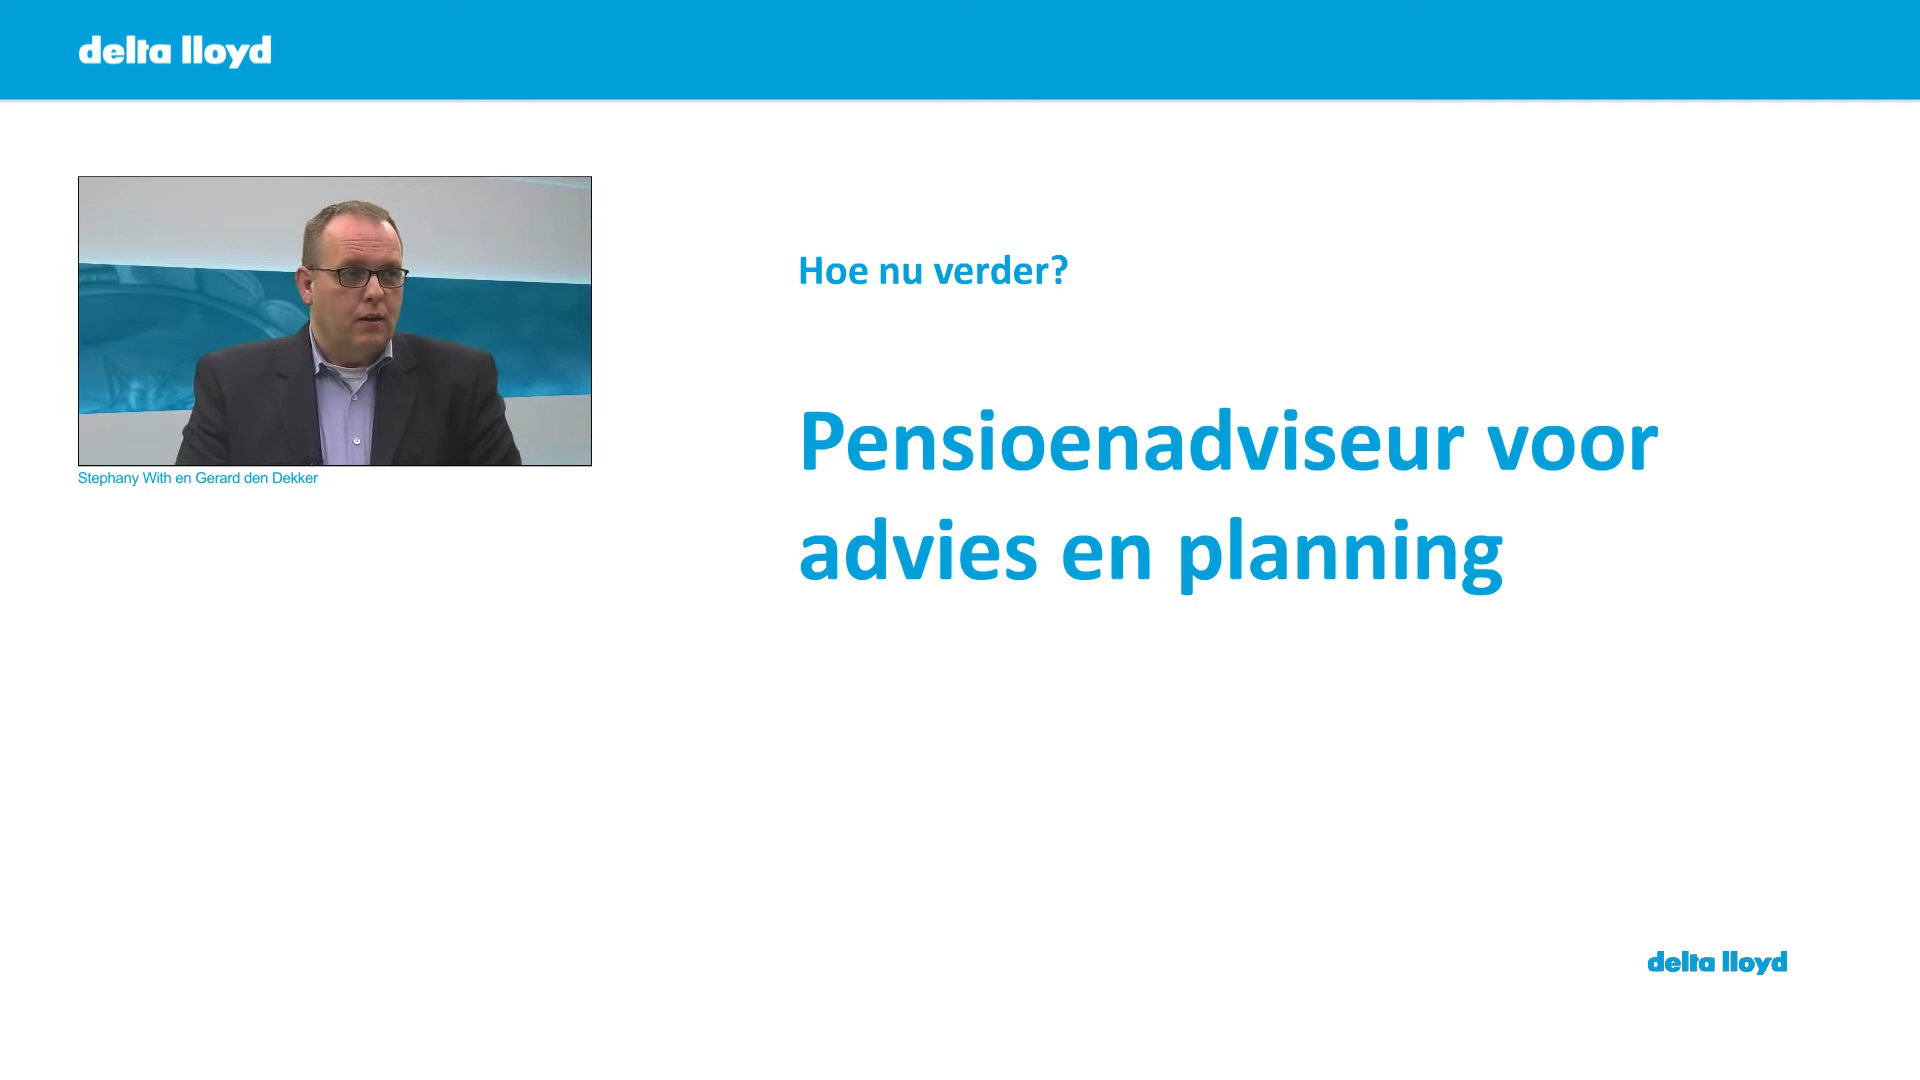 delta lloyd
Stephany With en Gerard den Dekker
Hoe nu verder?
Pensioenadviseur voor
advies en planning
delta lloyd